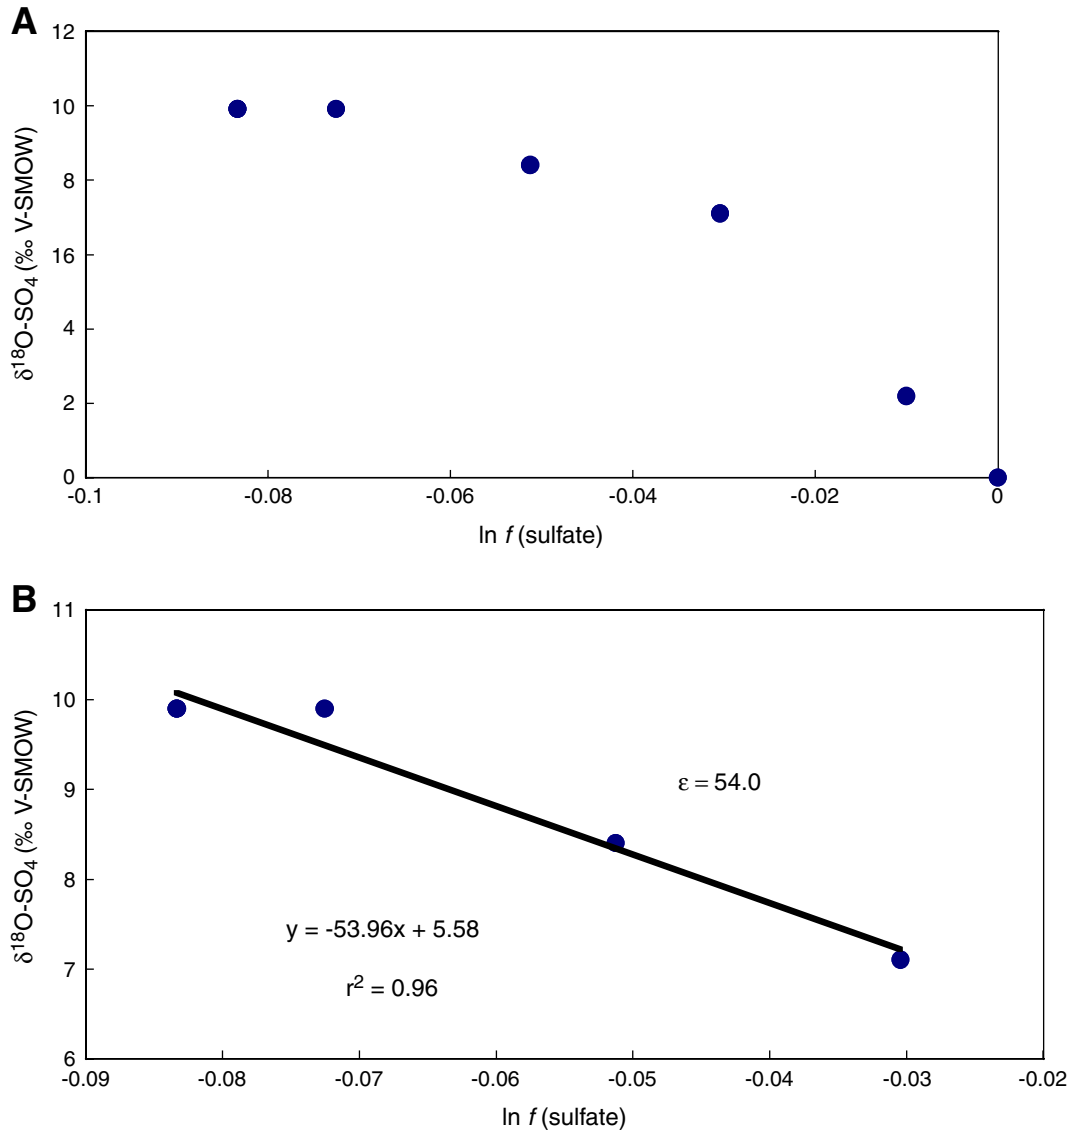 A
12
10
8
16
4
2
0
δ¹⁸O-SO₄ (‰ V-SMOW)
-0.1 -0.08 -0.06 -0.04 -0.02 0
ln f (sulfate)
B
11
10
9
8
7
6
δ¹⁸O-SO₄ (‰ V-SMOW)
ε = 54.0
y = -53.96x + 5.58
r² = 0.96
-0.09 -0.08 -0.07 -0.06 -0.05 -0.04 -0.03 -0.02
ln f (sulfate)